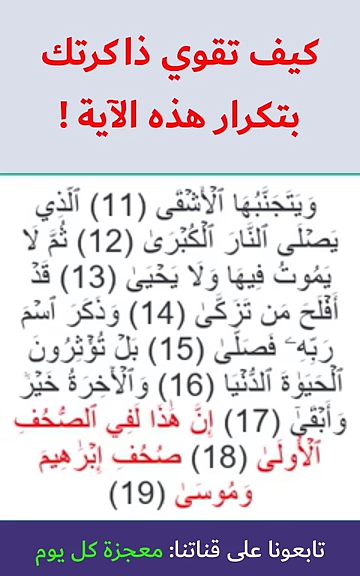 كيف تقوي ذاكرتك
بتكرار هذه الآية !
وَيَتَجَنَّبُهَا ٱلْأَشْقَى (11) ٱلَّذِي
يَصْلَى ٱلنَّارَ ٱلْكُبْرَىٰ (12) ثُمَّ لَا
يَمُوتُ فِيهَا وَلَا يَحْيَىٰ (13) قَدْ
أَفْلَحَ مَن تَزَكَّىٰ (14) وَذَكَرَ ٱسْمَ
رَبِّهِۦ فَصَلَّىٰ (15) بَلْ تُؤْثِرُونَ
ٱلْحَيَوٰةَ ٱلدُّنْيَا (16) وَٱلْأٓخِرَةُ خَيْرٌ
وَأَبْقَىٰٓ (17) إِنَّ هَٰذَا لَفِي ٱلصُّحُفِ
ٱلْأُولَىٰ (18) صُحُفِ إِبْرَٰهِيمَ
وَمُوسَىٰ (19)
تابعونا على قناتنا: معجزة كل يوم